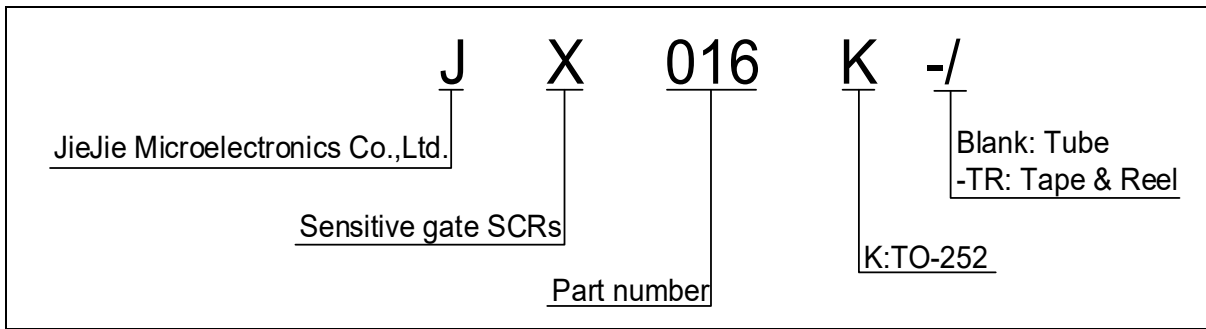 J X 016 K -/
JieJie Microelectronics Co.,Ltd.
Blank: Tube
-TR: Tape & Reel
Sensitive gate SCRs
K:TO-252
Part number